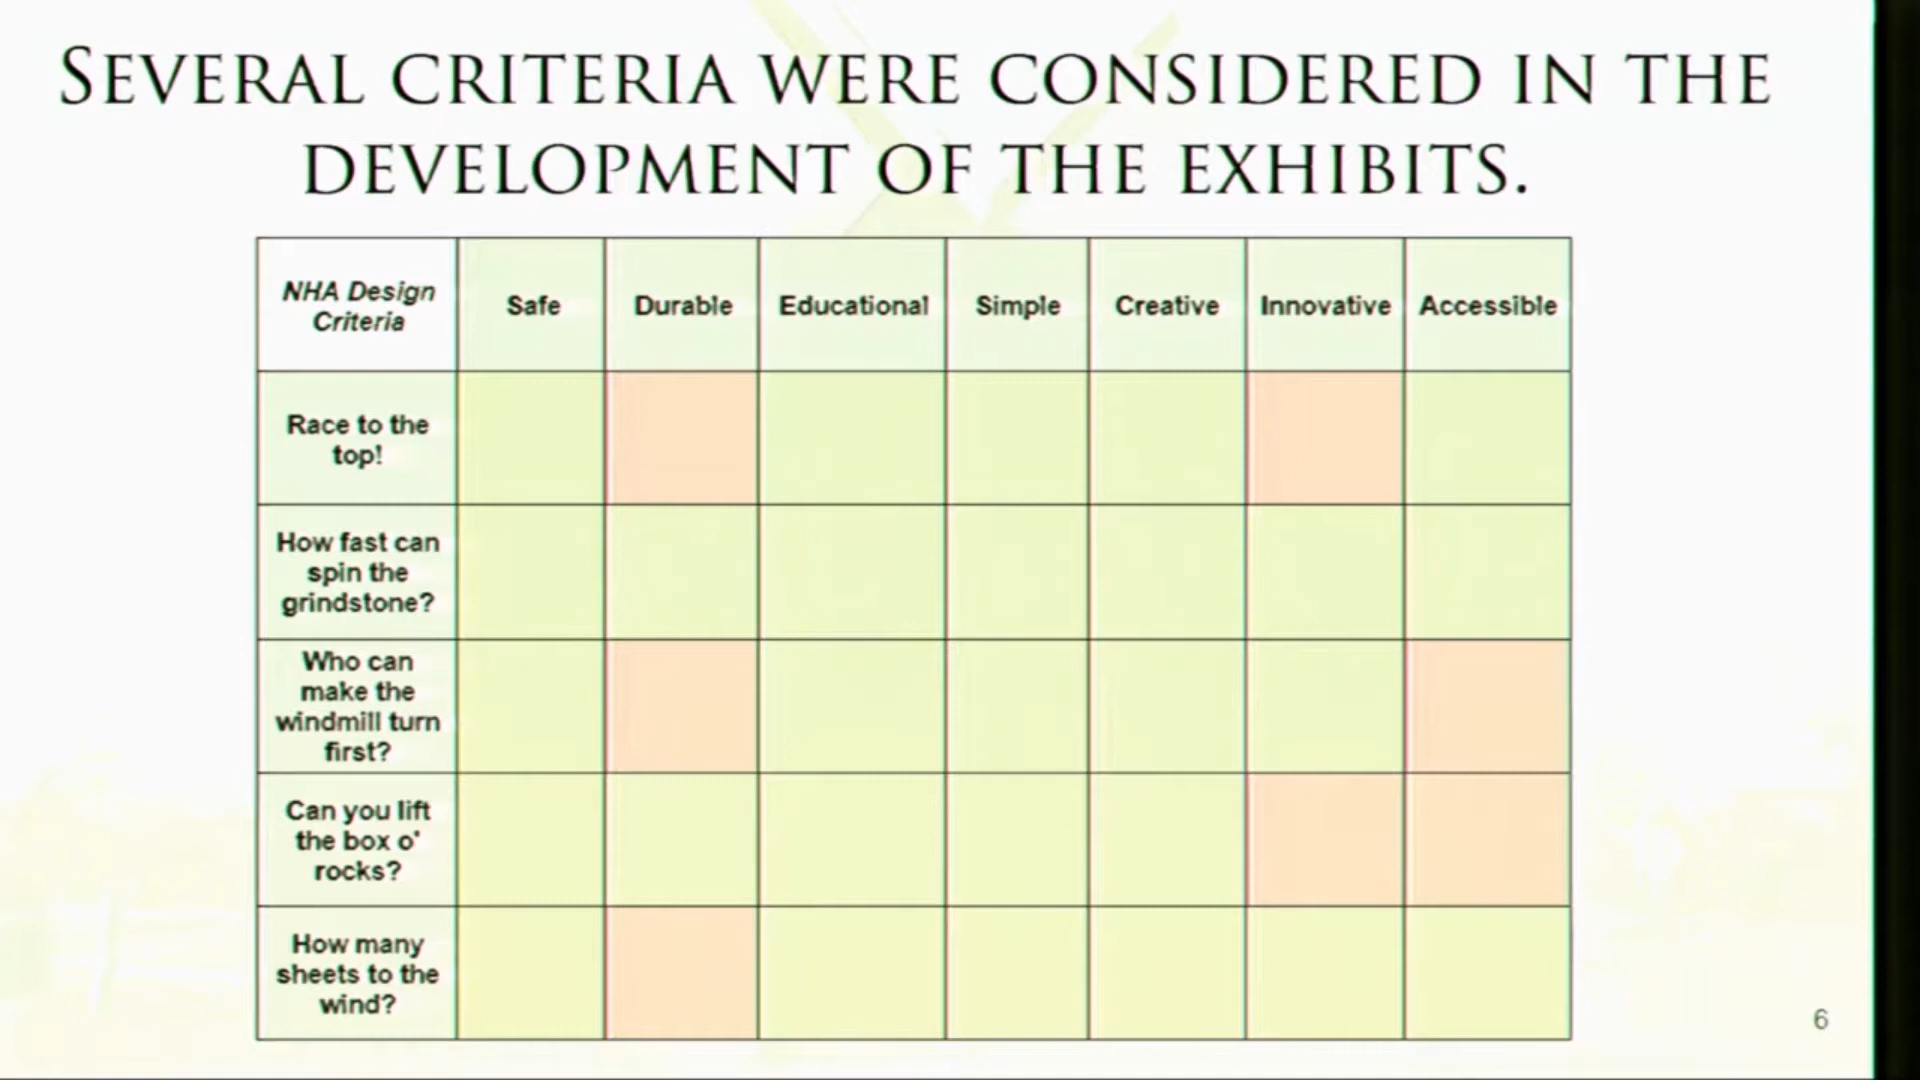 SEVERAL CRITERIA WERE CONSIDERED IN THE
DEVELOPMENT OF THE EXHIBITS.
NHA Design
Criteria
Safe
Durable
Educational
Simple
Creative
Innovative
Accessible
Race to the
top!
How fast can
spin the
grindstone?
Who can
make the
windmill turn
first?
Can you lift
the box o'
rocks?
How many
sheets to the
wind?
6